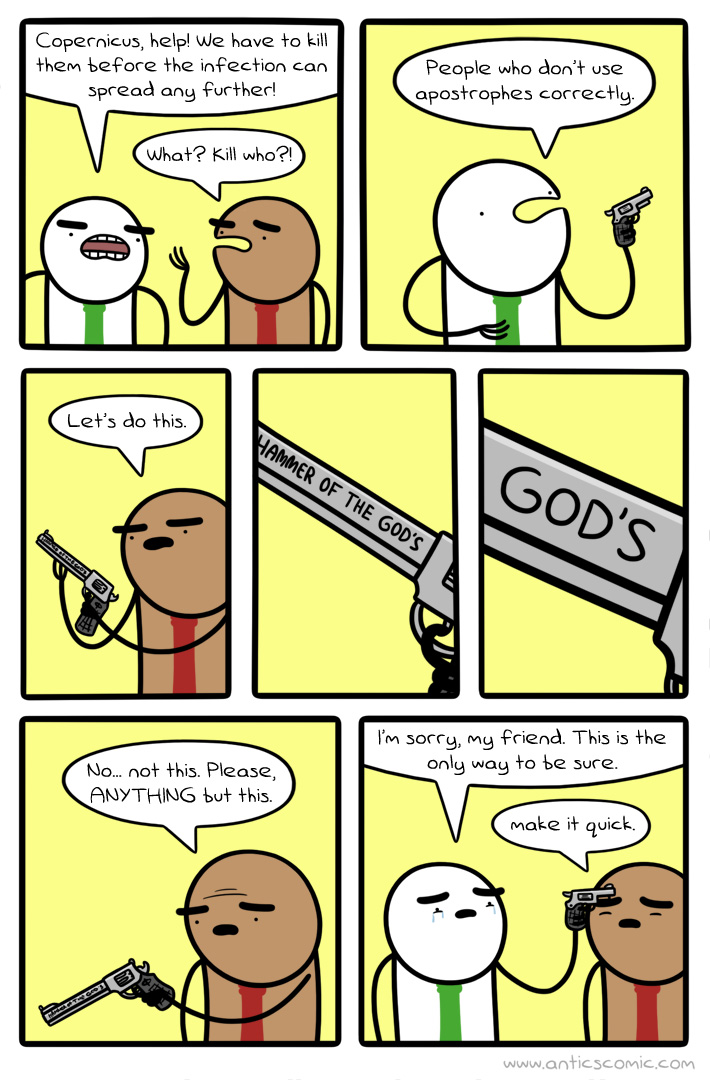 Copernicus, help! We have to kill
them before the infection can
spread any further!
What? Kill who?!
People who don't use
apostrophes correctly.
Let's do this.
HAMMER OF THE GOD'S
GOD'S
No... not this. Please,
ANYTHING but this.
I'm sorry, my friend. This is the
only way to be sure.
make it quick.
www.anticscomic.com